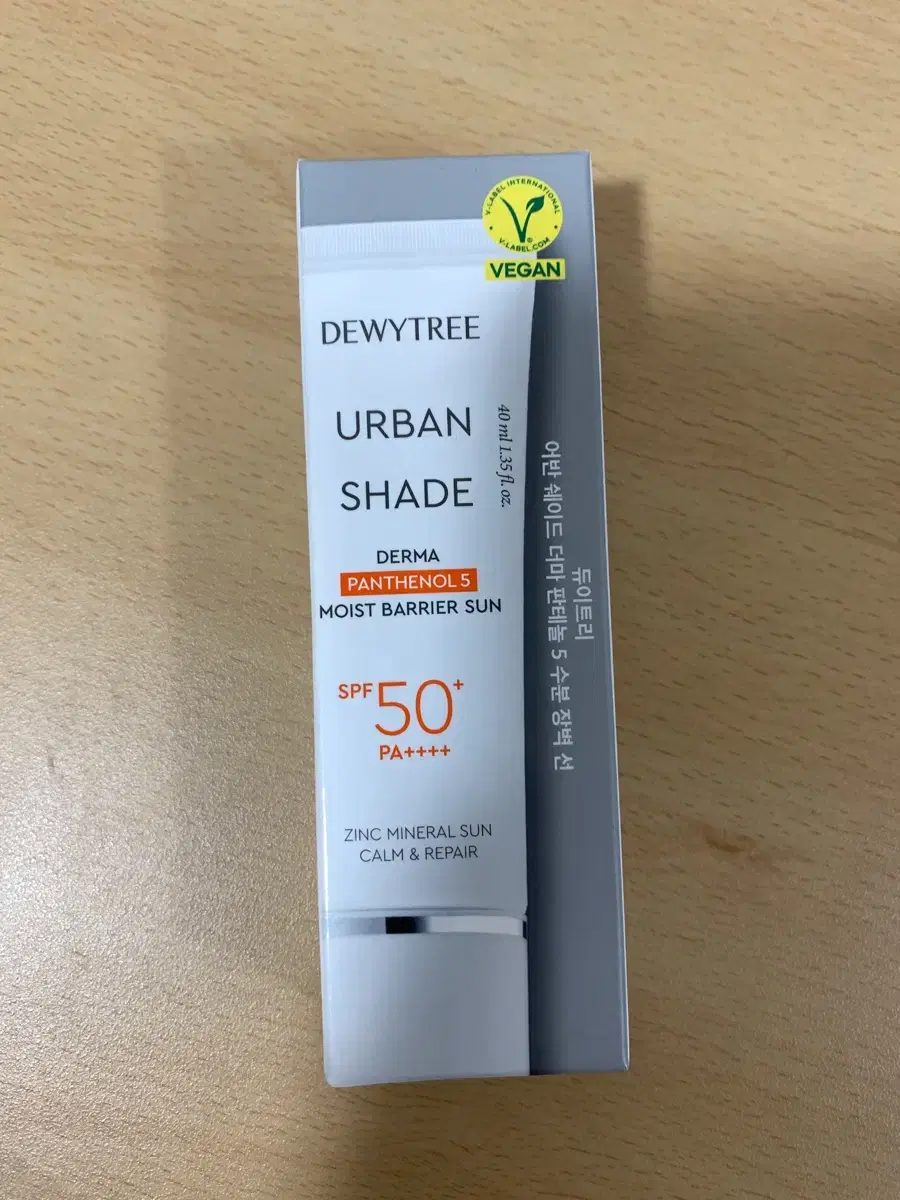 V-LABEL INTERNATIONAL
V-LABEL.COM
VEGAN
DEWYTREE
URBAN
SHADE
40 ml 1.35 fl. oz.
DERMA
PANTHENOL 5
MOIST BARRIER SUN
SPF 50+
PA++++
ZINC MINERAL SUN
CALM & REPAIR
듀이트리
어반 쉐이드 더마 판테놀 5 수분 장벽 선